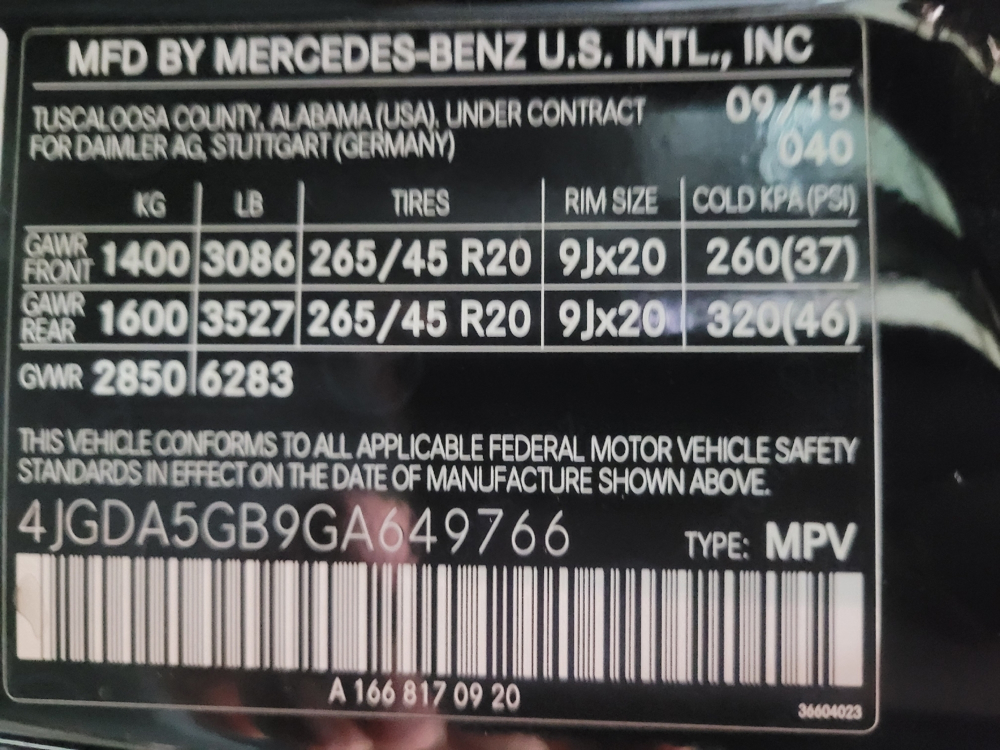 MFD BY MERCEDES-BENZ U.S. INTL., INC
TUSCALOOSA COUNTY, ALABAMA (USA), UNDER CONTRACT 09/15
FOR DAIMLER AG, STUTTGART (GERMANY) 040
KG LB TIRES RIM SIZE COLD KPA (PSI)
GAWR FRONT 1400 3086 265/45 R20 9Jx20 260(37)
GAWR REAR 1600 3527 265/45 R20 9Jx20 320(46)
GVWR 2850 6283
THIS VEHICLE CONFORMS TO ALL APPLICABLE FEDERAL MOTOR VEHICLE SAFETY
STANDARDS IN EFFECT ON THE DATE OF MANUFACTURE SHOWN ABOVE.
4JGDA5GB9GA649766 TYPE: MPV
A 166 817 09 20
36604023